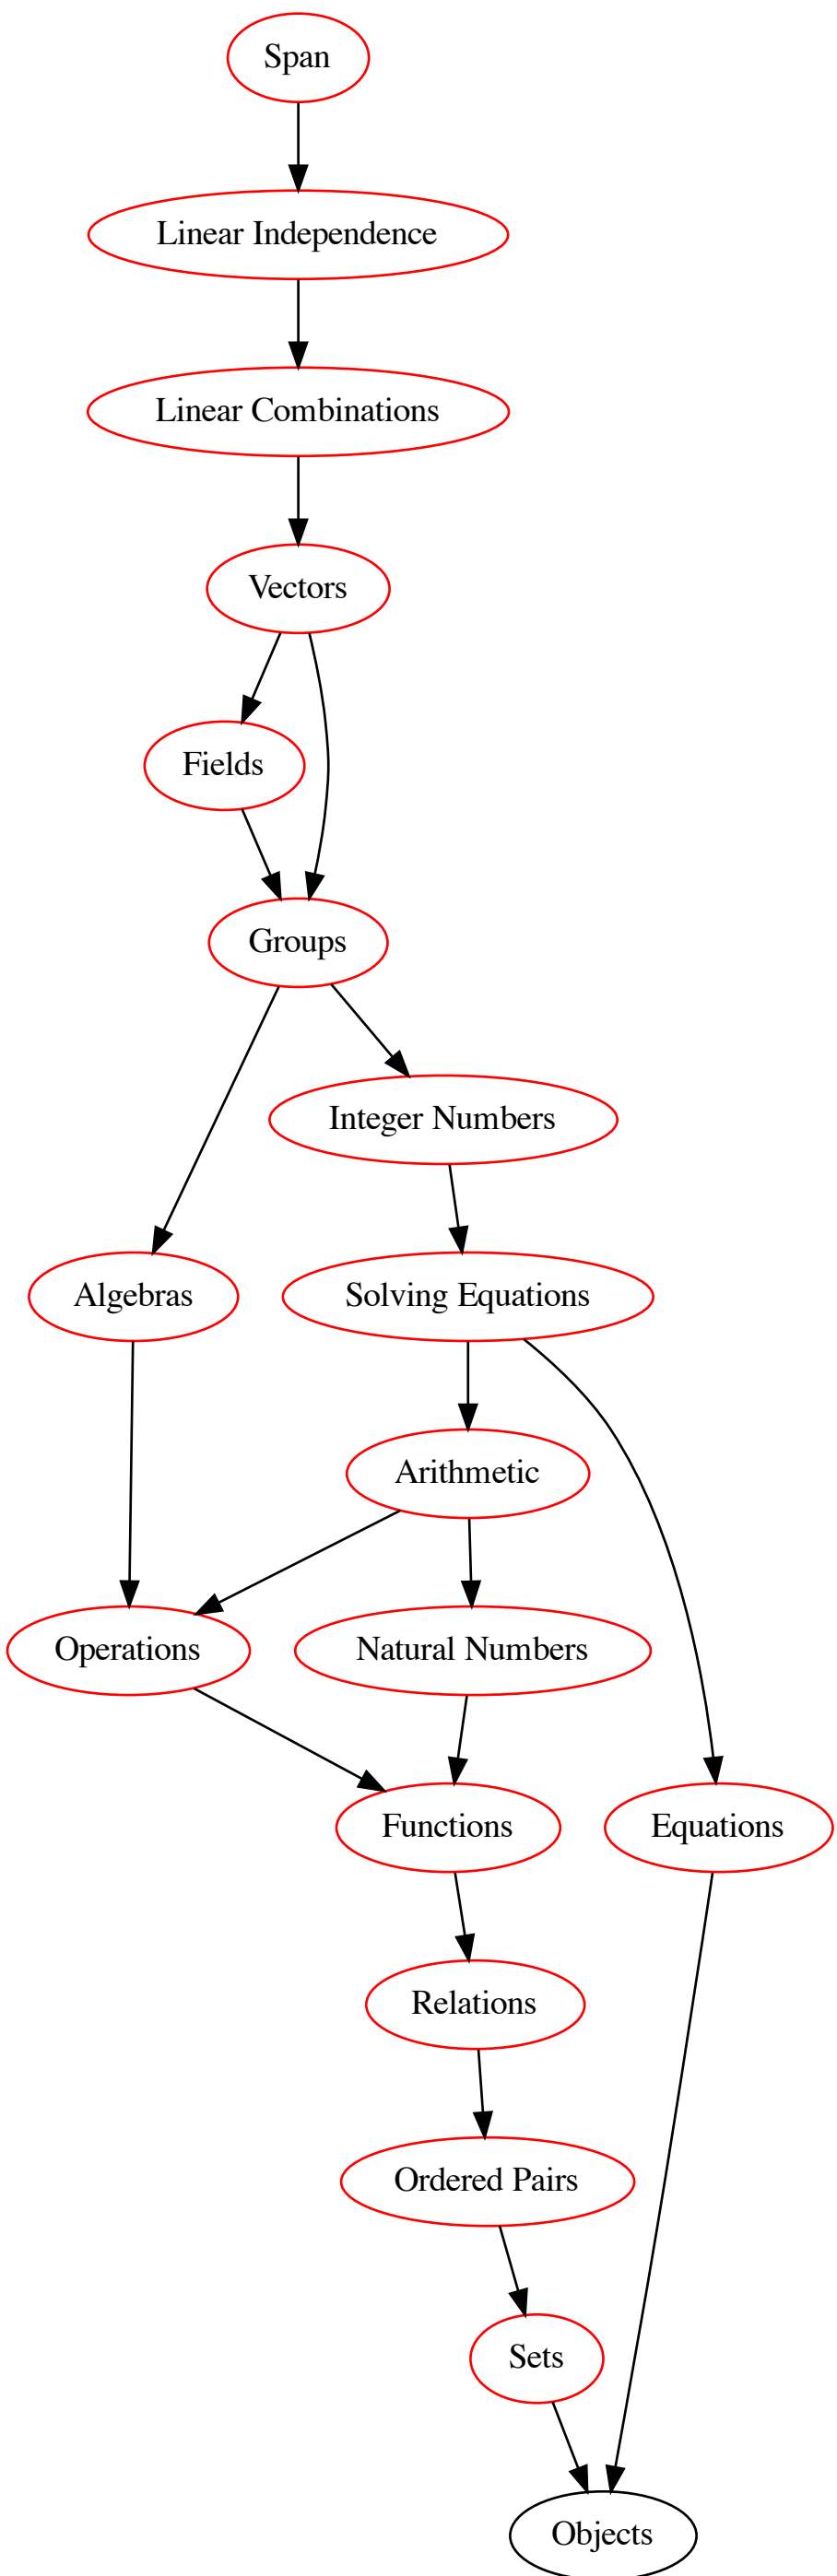 Span
Linear Independence
Linear Combinations
Vectors
Fields
Groups
Integer Numbers
Algebras
Solving Equations
Arithmetic
Operations
Natural Numbers
Functions
Equations
Relations
Ordered Pairs
Sets
Objects